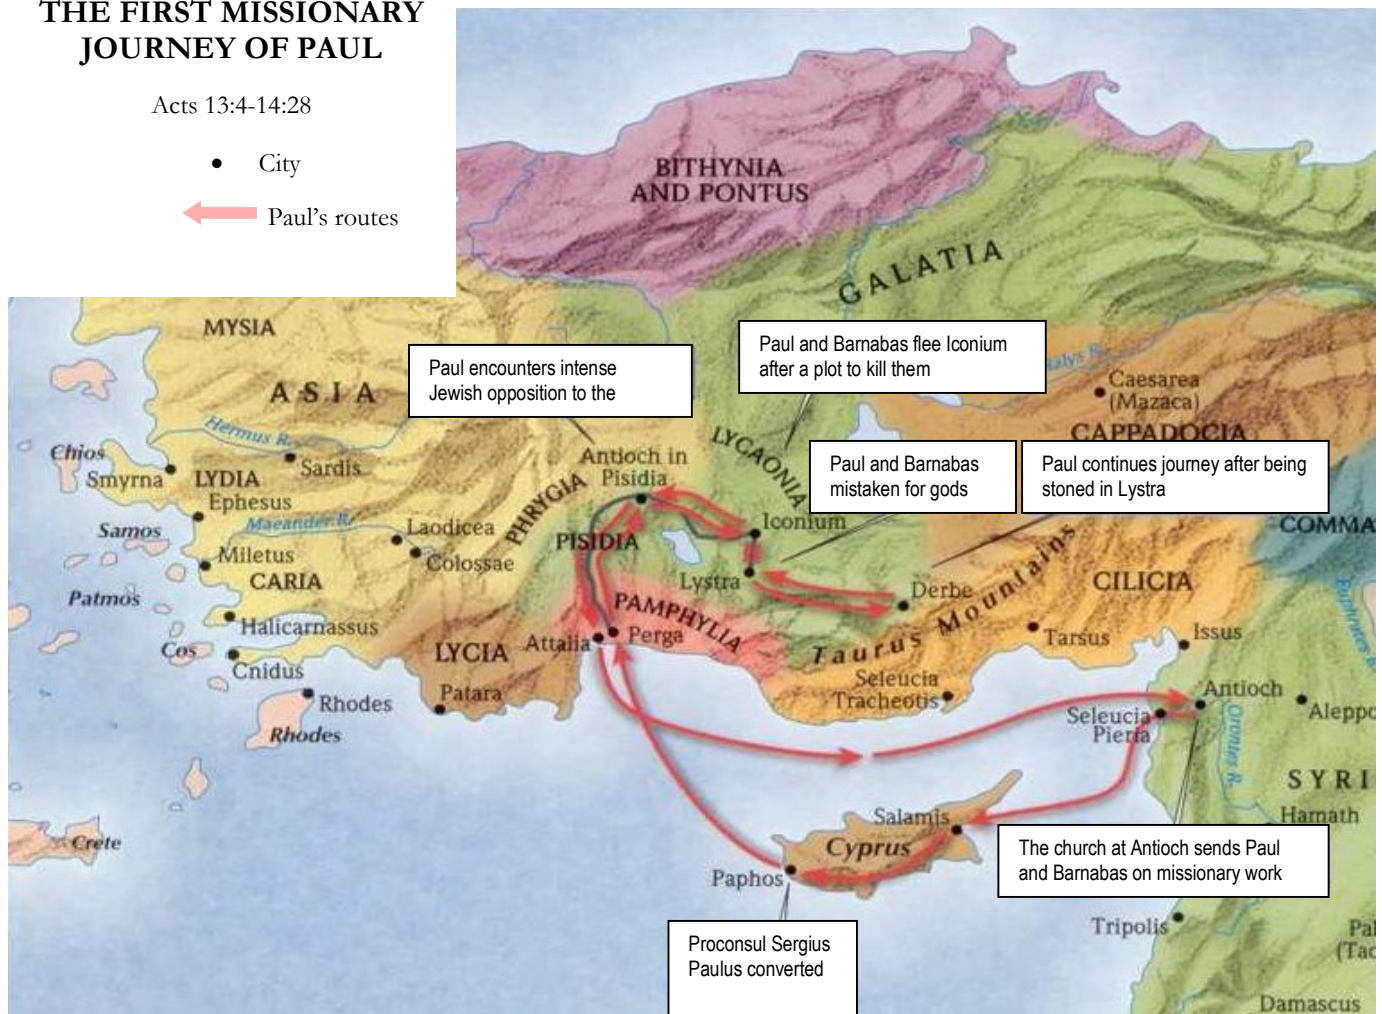 THE FIRST MISSIONARY
JOURNEY OF PAUL
Acts 13:4-14:28
City
Paul's routes
BITHYNIA
AND PONTUS
GALATIA
MYSIA
ASIA
Paul encounters intense
Jewish opposition to the
Paul and Barnabas flee Iconium
after a plot to kill them
alys R.
Caesarea
(Mazaca)
CAPPADOCIA
Hermus R.
Chios
Smyrna
LYDIA
Sardis
Ephesus
Antioch in
Pisidia
LYCAONIA
Paul and Barnabas
mistaken for gods
Paul continues journey after being
stoned in Lystra
Samos
Maeander R.
Laodicea
Colossae
PHRYGIA
PISIDIA
Iconium
COMMA
Miletus
CARIA
Patmos
Lystra
Derbe
Taurus Mountains
CILICIA
Euphrates R.
Halicarnassus
PAMPHYLIA
Attalia
Perga
Tarsus
Issus
Cos
Cnidus
LYCIA
Patara
Seleucia
Tracheotis
Rhodes
Rhodes
Seleucia
Pieria
Antioch
Aleppo
Orontes R.
SYRI
Hamath
Salamis
Cyprus
Crete
Paphos
The church at Antioch sends Paul
and Barnabas on missionary work
Tripolis
Proconsul Sergius
Paulus converted
Pal
(Tad
Damascus